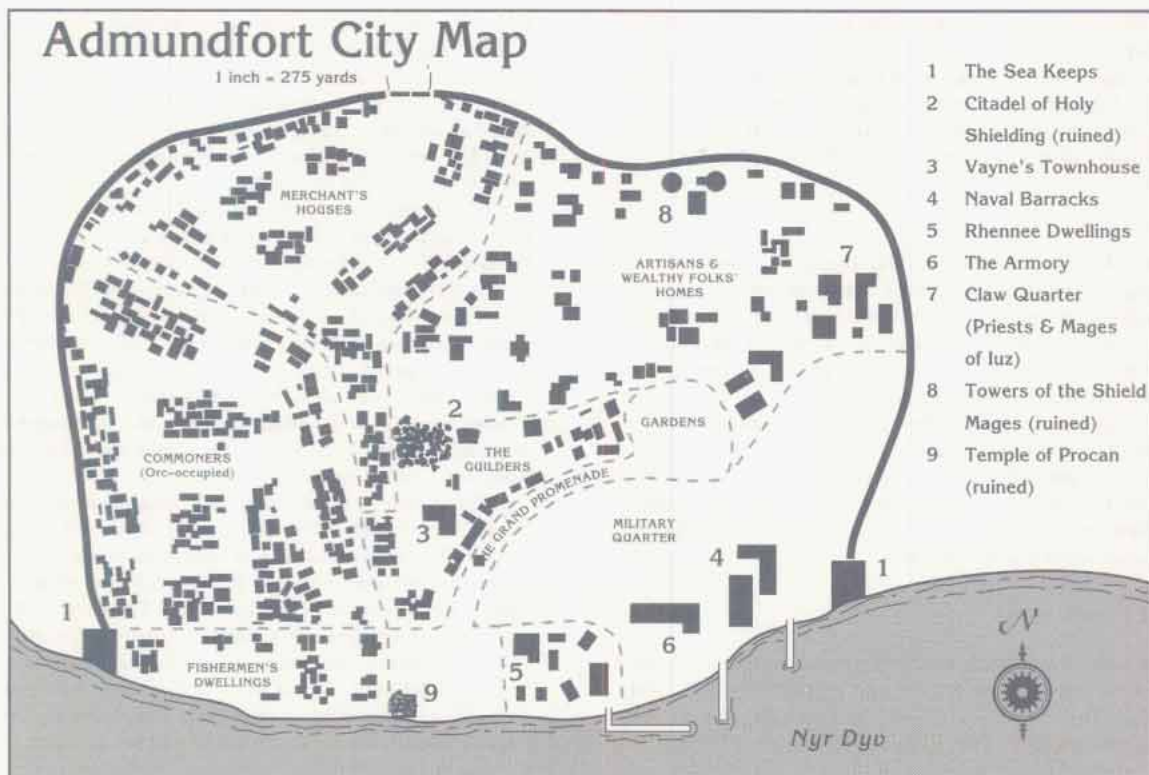 Admundfort City Map
1 inch = 275 yards
1 The Sea Keeps
2 Citadel of Holy
Shielding (ruined)
3 Vayne's Townhouse
4 Naval Barracks
5 Rhennee Dwellings
6 The Armory
7 Claw Quarter
(Priests & Mages
of Iuz)
8 Towers of the Shield
Mages (ruined)
9 Temple of Procan
(ruined)
MERCHANT'S
HOUSES
8
ARTISANS &
WEALTHY FOLKS'
HOMES
7
2
GARDENS
COMMONERS
(Orc-occupied)
THE
GUILDERS
THE GRAND PROMENADE
3
MILITARY
QUARTER
4
1
1
6
FISHERMEN'S
DWELLINGS
5
9
N
Nyr Dyv